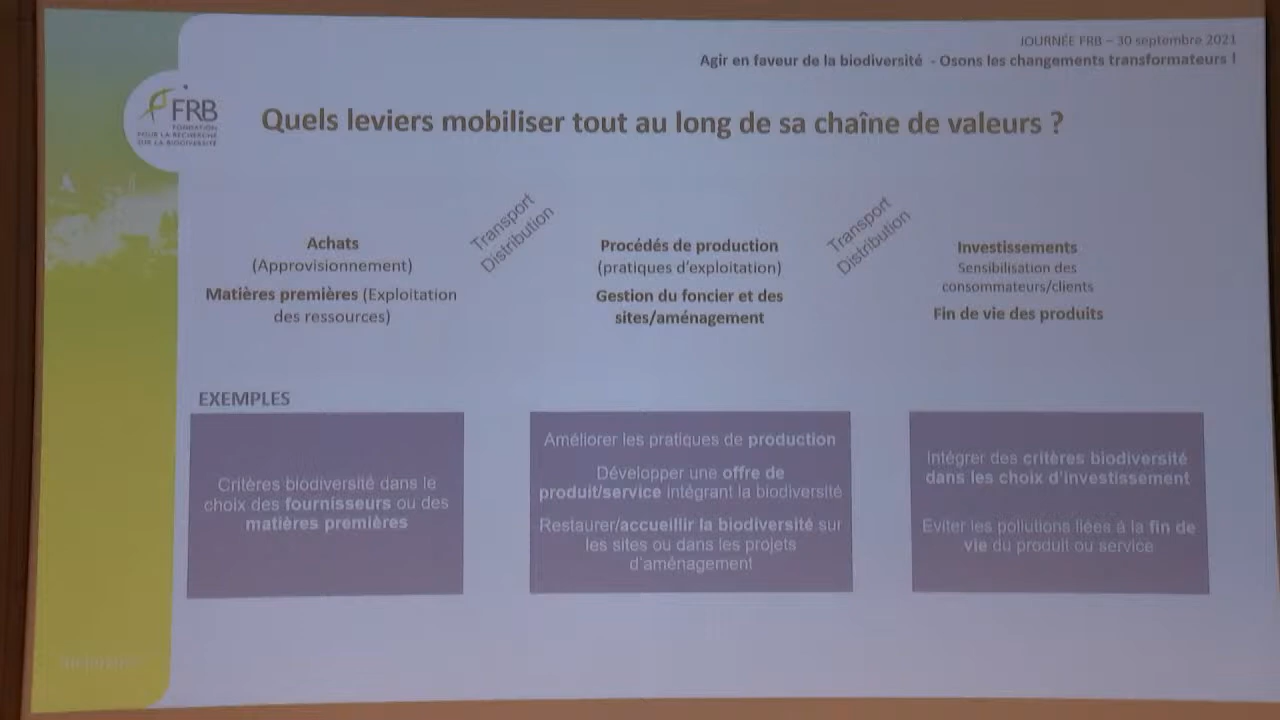 JOURNÉE FRB – 30 septembre 2021
Agir en faveur de la biodiversité - Osons les changements transformateurs !
FRB
FONDATION
POUR LA RECHERCHE
SUR LA BIODIVERSITÉ
Quels leviers mobiliser tout au long de sa chaîne de valeurs ?
Achats
(Approvisionnement)
Matières premières (Exploitation
des ressources)
Transport
Distribution
Procédés de production
(pratiques d'exploitation)
Gestion du foncier et des
sites/aménagement
Transport
Distribution
Investissements
Sensibilisation des
consommateurs/clients
Fin de vie des produits
EXEMPLES
Critères biodiversité dans le
choix des fournisseurs ou des
matières premières
Améliorer les pratiques de production
Développer une offre de
produit/service intégrant la biodiversité
Restaurer/accueillir la biodiversité sur
les sites ou dans les projets
d'aménagement
Intégrer des critères biodiversité
dans les choix d'investissement
Eviter les pollutions liées à la fin de
vie du produit ou service